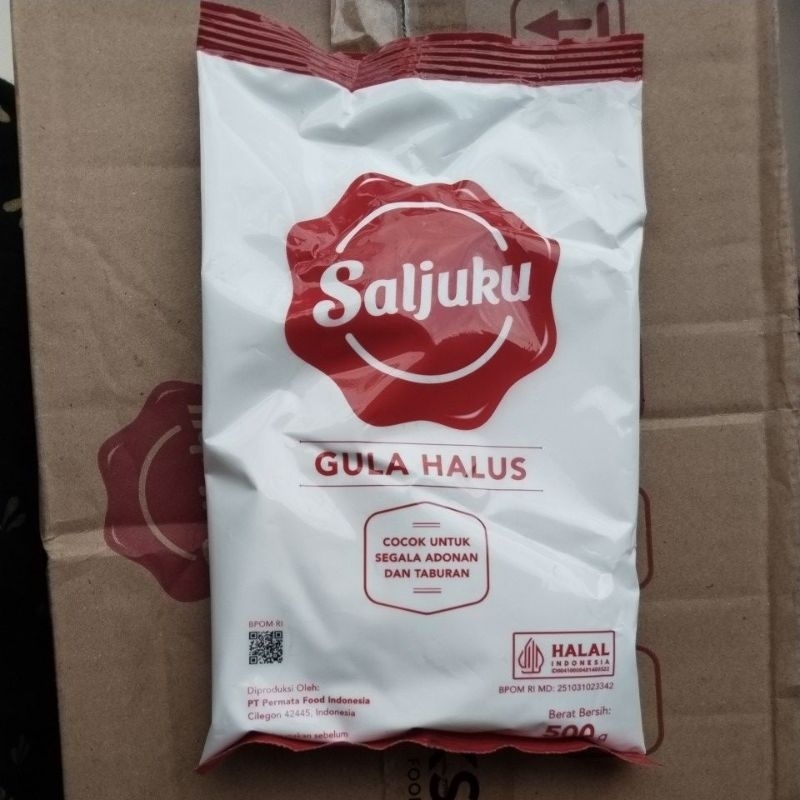 Saljuku
GULA HALUS
COCOK UNTUK
SEGALA ADONAN
DAN TABURAN
BPOM RI
HALAL
INDONESIA
BPOM RI MD: 251031023342
Diproduksi Oleh:
PT Permata Food Indonesia
Cilegon 42445, Indonesia
Berat Bersih:
500g
sebelum